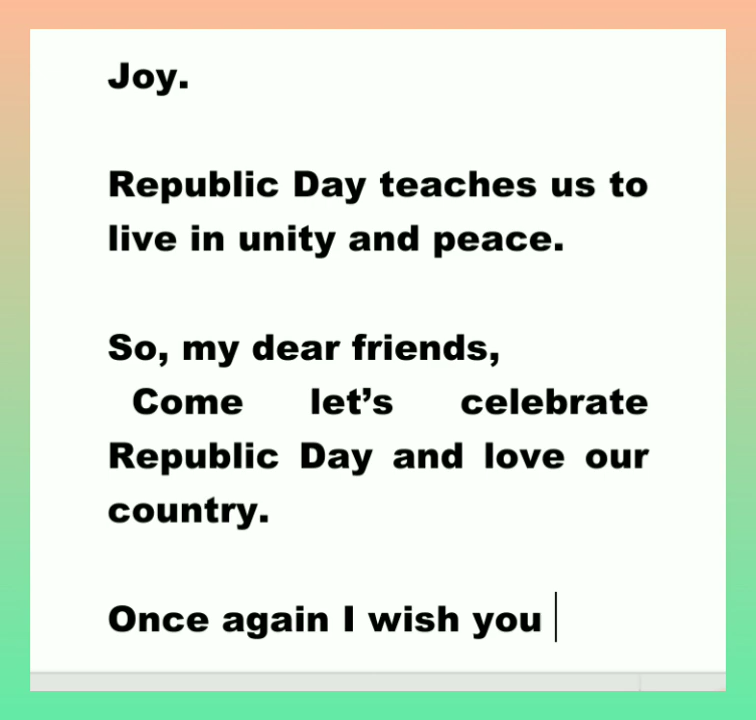 Joy.
Republic Day teaches us to
live in unity and peace.
So, my dear friends,
Come let’s celebrate
Republic Day and love our
country.
Once again I wish you